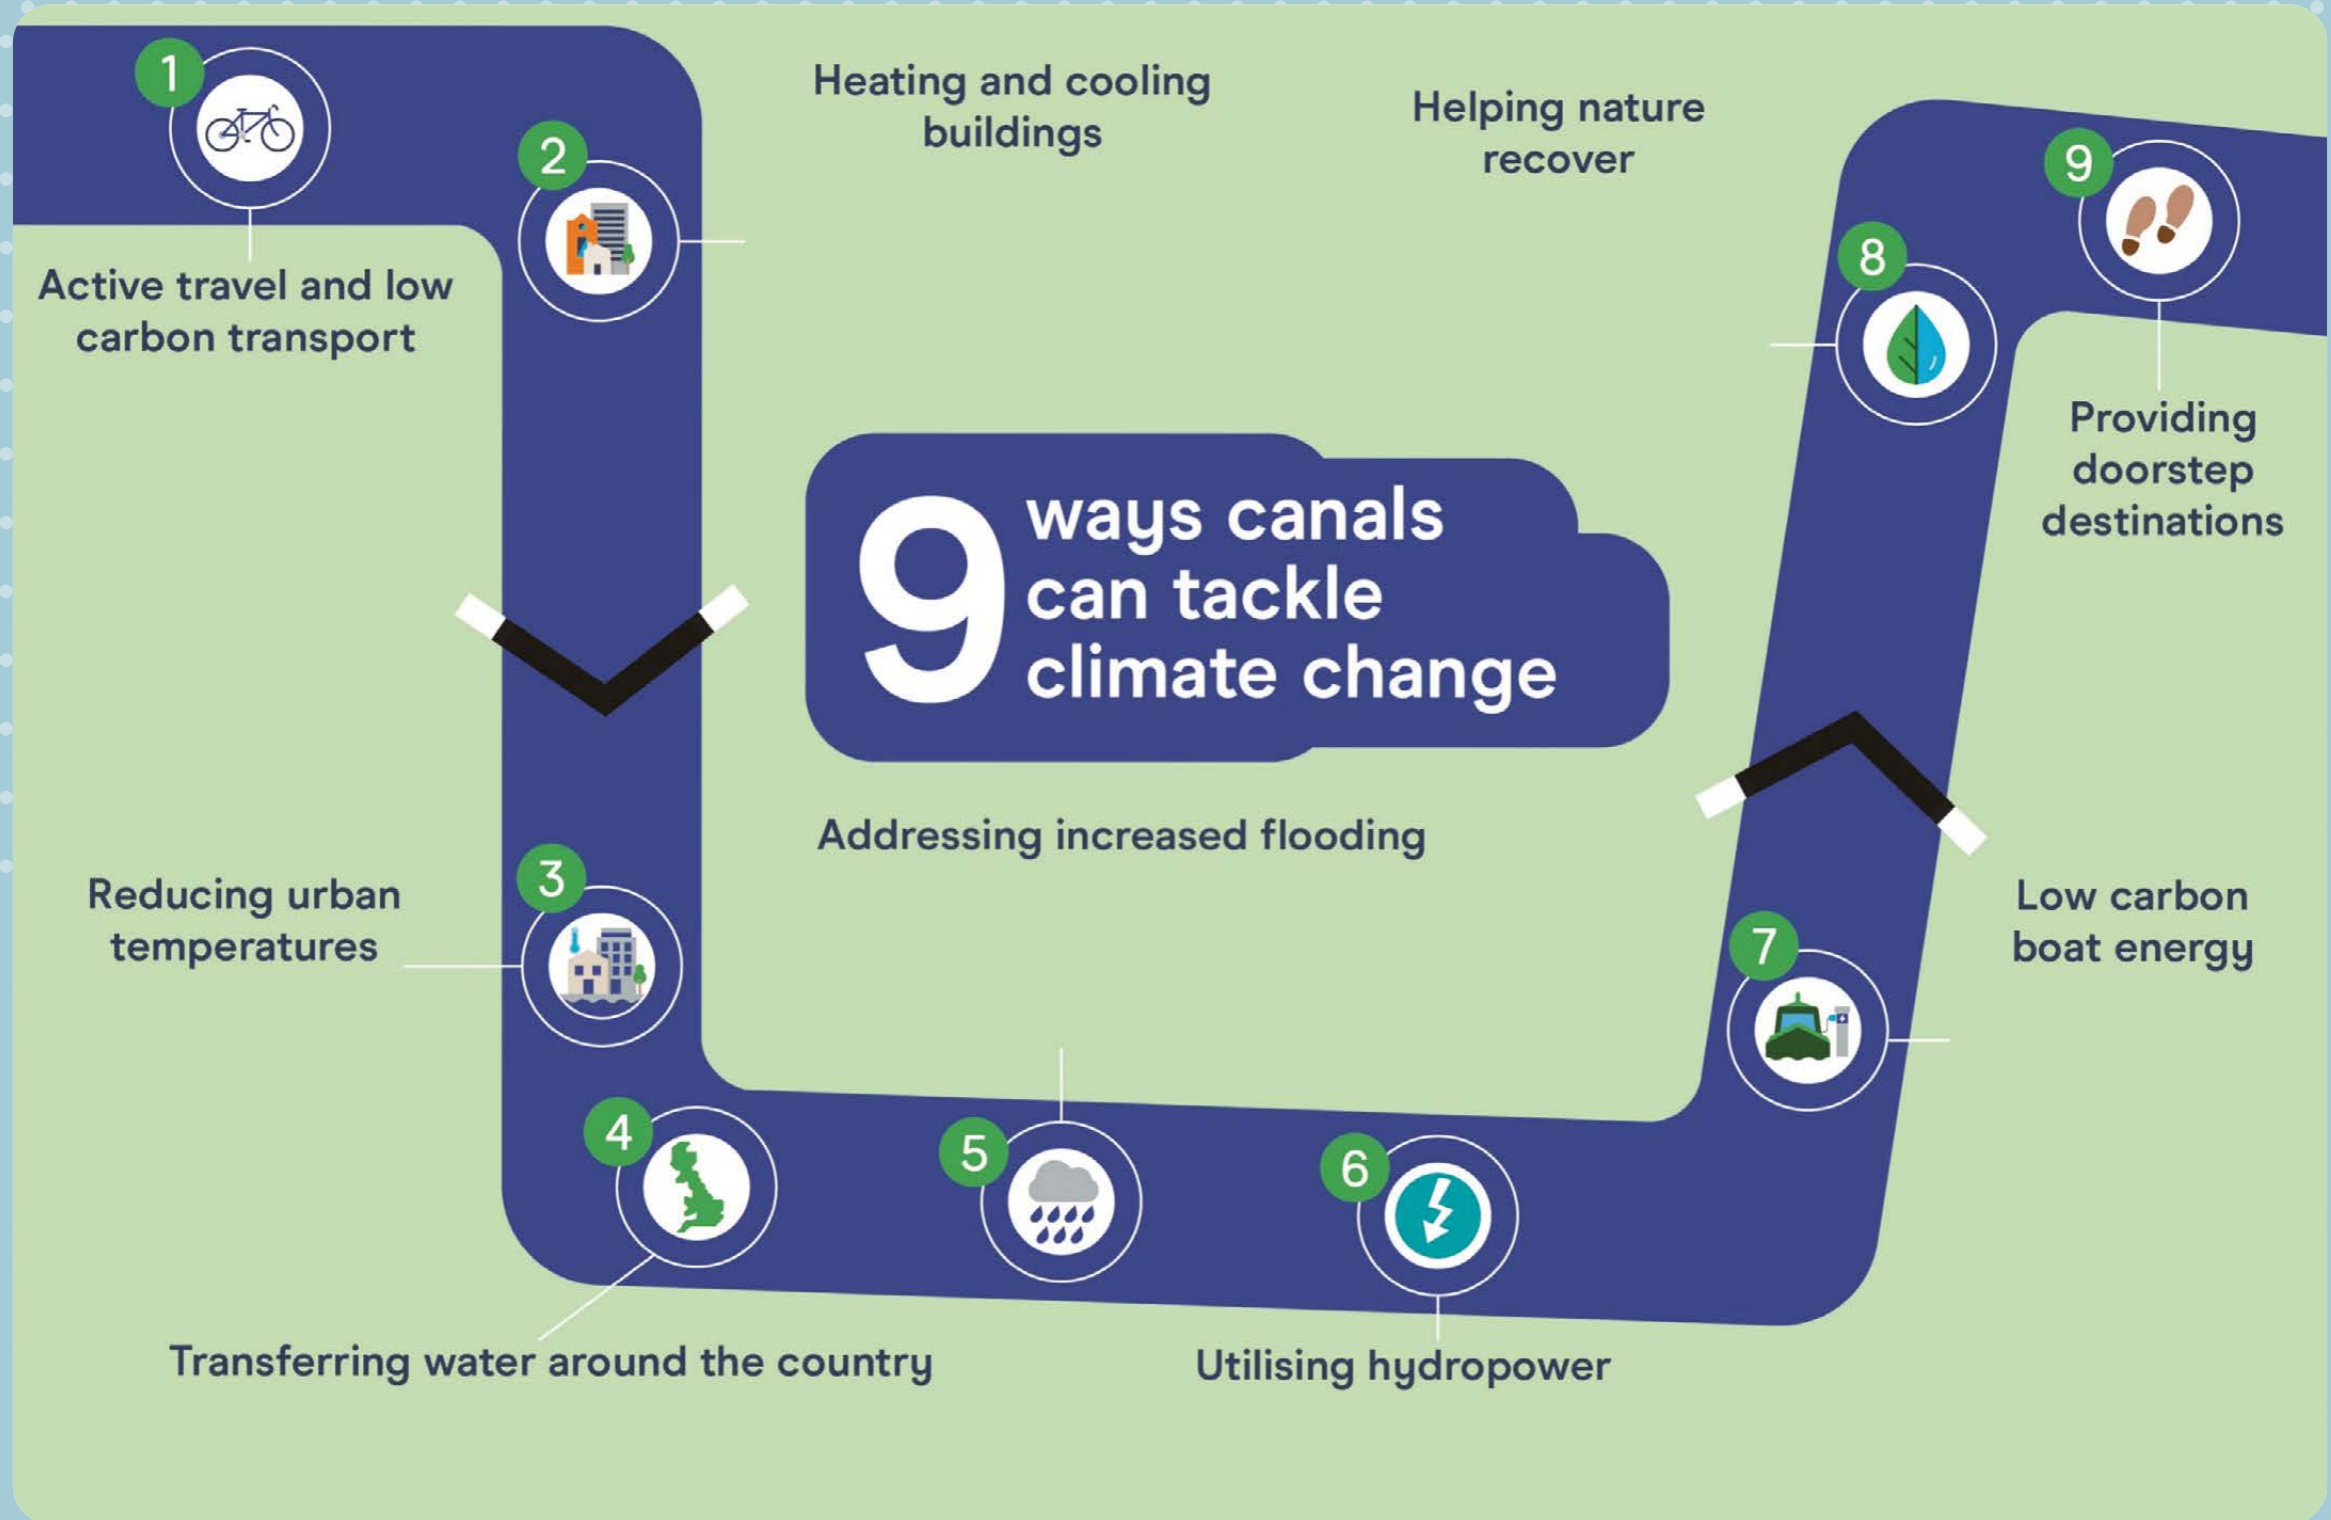 9
ways canals
can tackle
climate change
1
Active travel and low
carbon transport
2
Heating and cooling
buildings
3
Reducing urban
temperatures
4
Transferring water around the country
5
Addressing increased flooding
6
Utilising hydropower
7
Low carbon
boat energy
8
Helping nature
recover
9
Providing
doorstep
destinations